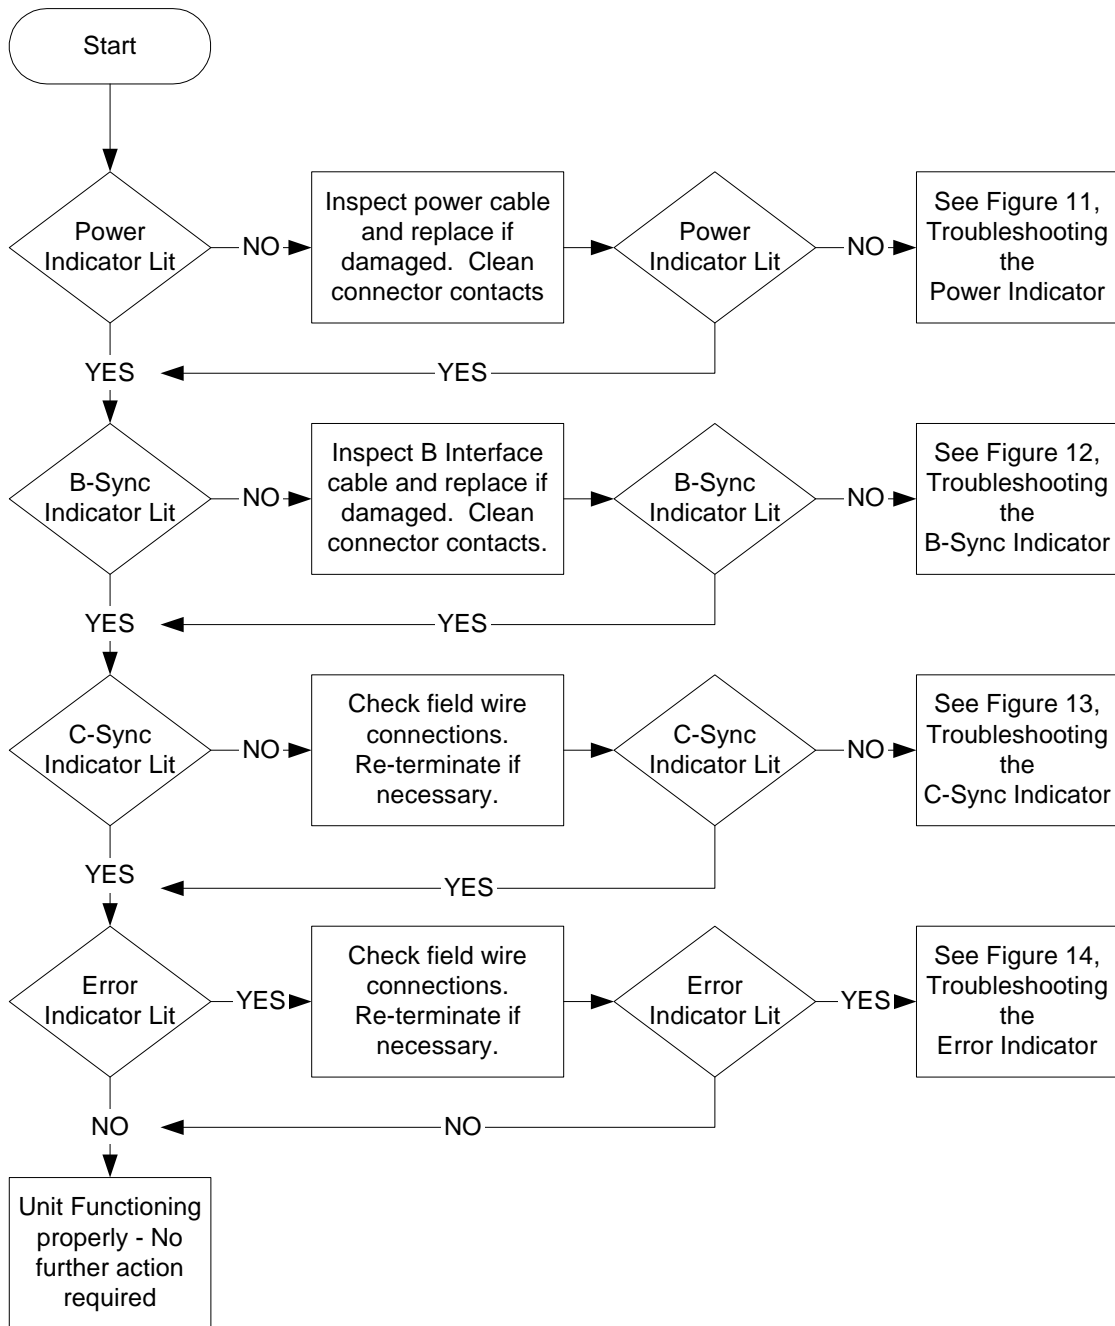 Start
Power
Indicator Lit
NO
Inspect power cable
and replace if
damaged.  Clean
connector contacts
Power
Indicator Lit
NO
See Figure 11,
Troubleshooting
the
Power Indicator
YES
YES
B-Sync
Indicator Lit
NO
Inspect B Interface
cable and replace if
damaged.  Clean
connector contacts.
B-Sync
Indicator Lit
NO
See Figure 12,
Troubleshooting
the
B-Sync Indicator
YES
YES
C-Sync
Indicator Lit
NO
Check field wire
connections.
Re-terminate if
necessary.
C-Sync
Indicator Lit
NO
See Figure 13,
Troubleshooting
the
C-Sync Indicator
YES
YES
Error
Indicator Lit
YES
Check field wire
connections.
Re-terminate if
necessary.
Error
Indicator Lit
YES
See Figure 14,
Troubleshooting
the
Error Indicator
NO
NO
Unit Functioning
properly - No
further action
required